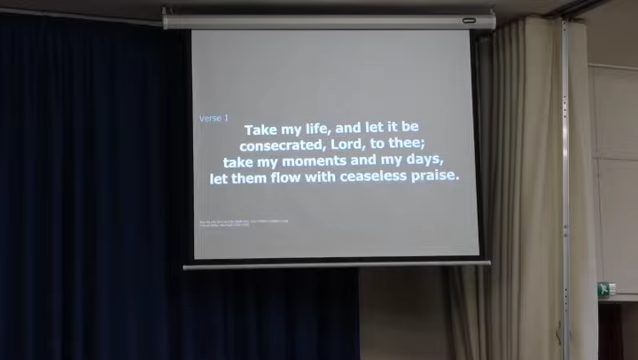 Verse 1
Take my life, and let it be
consecrated, Lord, to thee;
take my moments and my days,
let them flow with ceaseless praise.